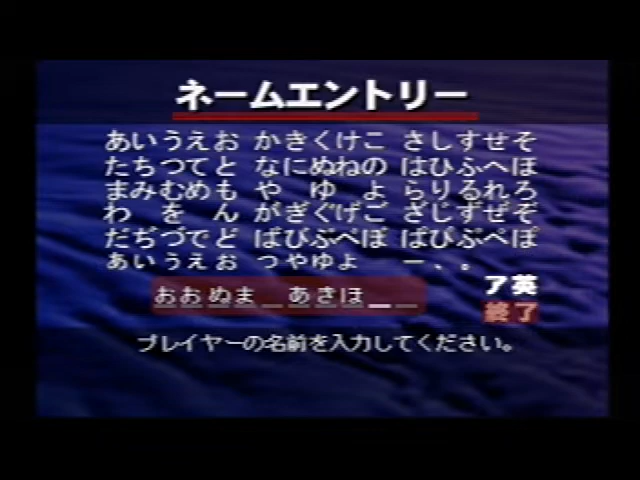 ネームエントリー
あいうえお かきくけこ さしすせそ
たちつてと なにぬねの はひふへほ
まみむめも や ゆ よ らりるれろ
わ を ん がぎぐげご ざじずぜぞ
だぢづでど ばびぶべぼ ぱぴぷぺぽ
ぁぃぅぇぉ っゃゅょ ー、。
おおぬま_あきほ__ ア英
終了
プレイヤーの名前を入力してください。